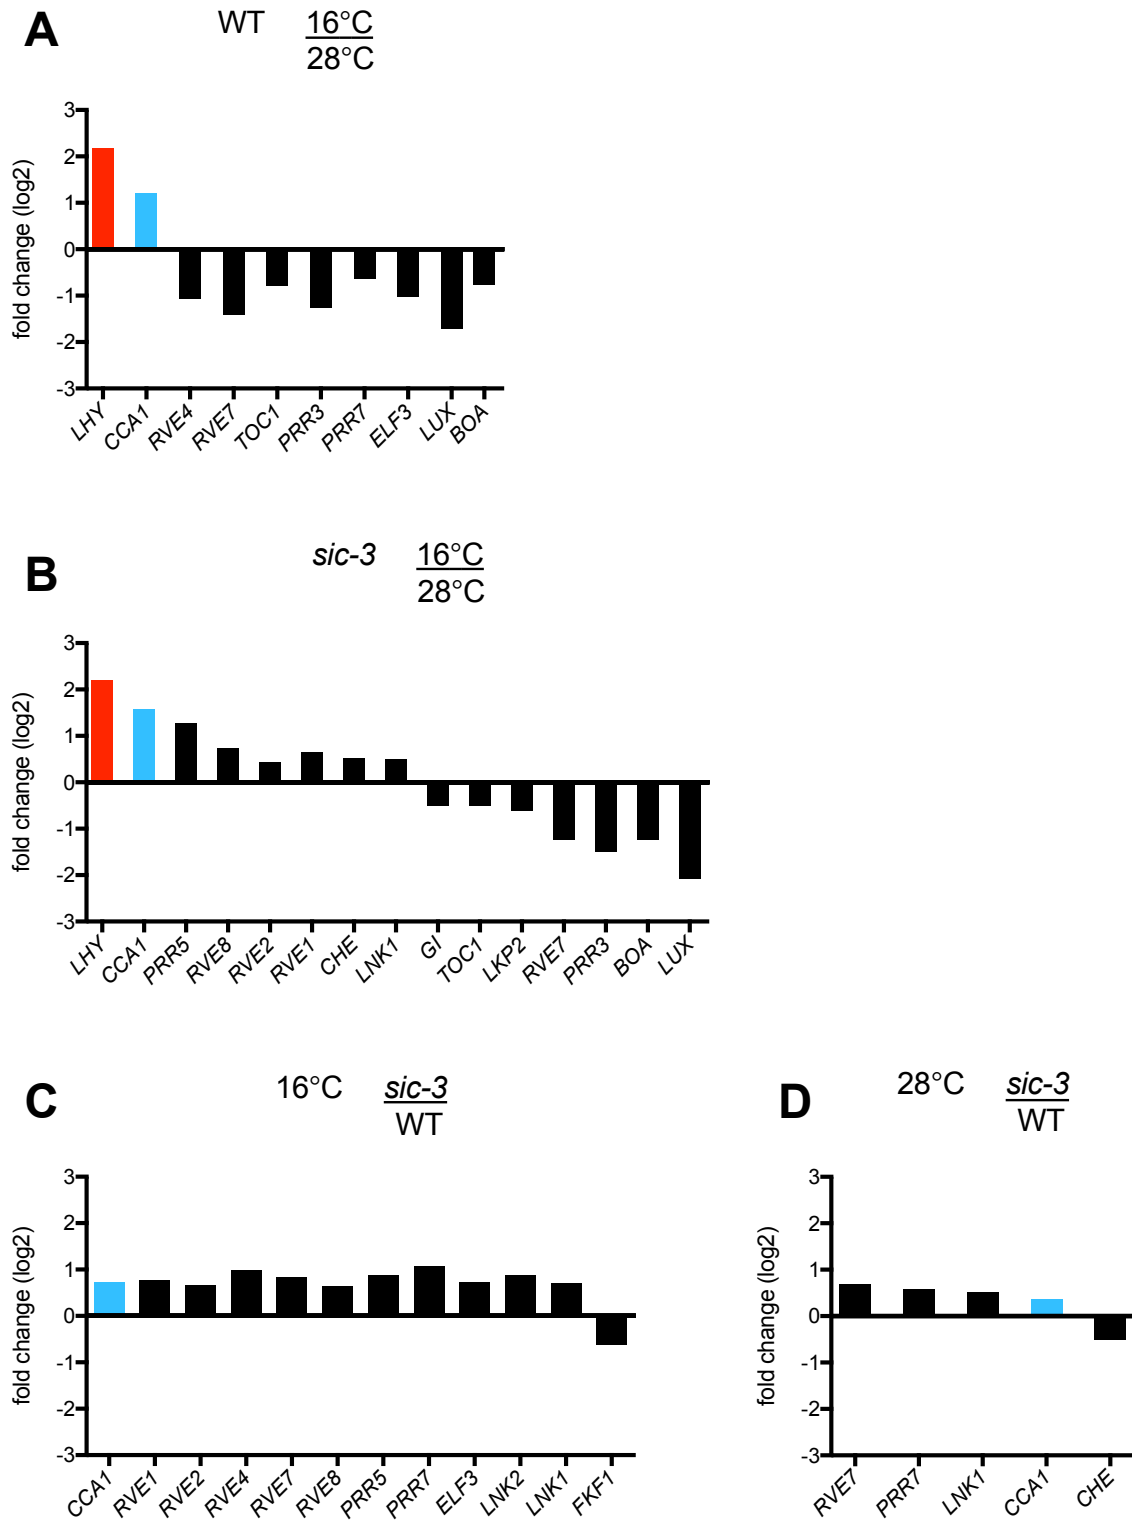 A
WT 16°C
28°C
fold change (log2)
3
2
1
0
-1
-2
-3
LHY CCA1 RVE4 RVE7 TOC1 PRR3 PRR7 ELF3 LUX BOA
B
sic-3 16°C
28°C
fold change (log2)
3
2
1
0
-1
-2
-3
LHY CCA1 PRR5 RVE8 RVE2 RVE1 CHE LNK1 GI TOC1 LKP2 RVE7 PRR3 BOA LUX
C
16°C sic-3
WT
fold change (log2)
3
2
1
0
-1
-2
-3
CCA1 RVE1 RVE2 RVE4 RVE7 RVE8 PRR5 PRR7 ELF3 LNK2 LNK1 FKF1
D
28°C sic-3
WT
fold change (log2)
3
2
1
0
-1
-2
-3
RVE7 PRR7 LNK1 CCA1 CHE